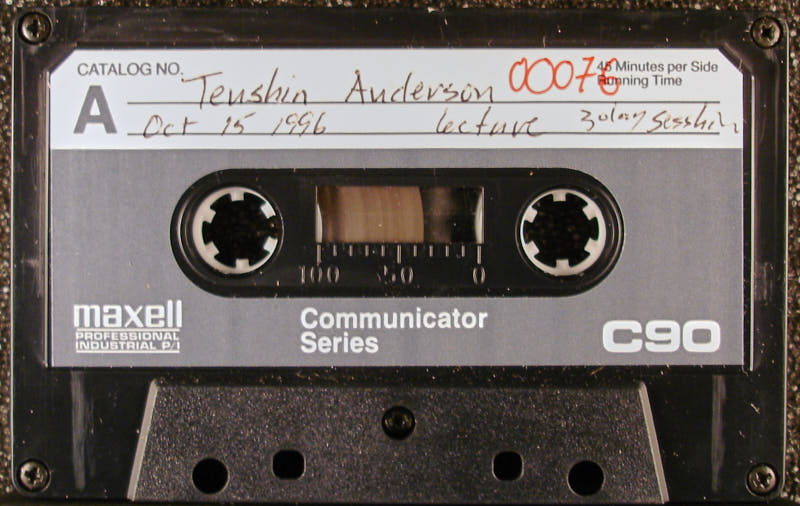 CATALOG NO. Tenshin Anderson 00076 45 Minutes per Side
Running Time
A Oct 15 1996 lecture 3 day sesshin
100 50 0
maxell
PROFESSIONAL
INDUSTRIAL P/I
Communicator
Series
C90